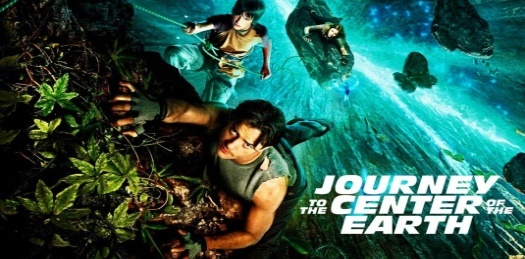 JOURNEY
TO THE CENTER OF THE
EARTH